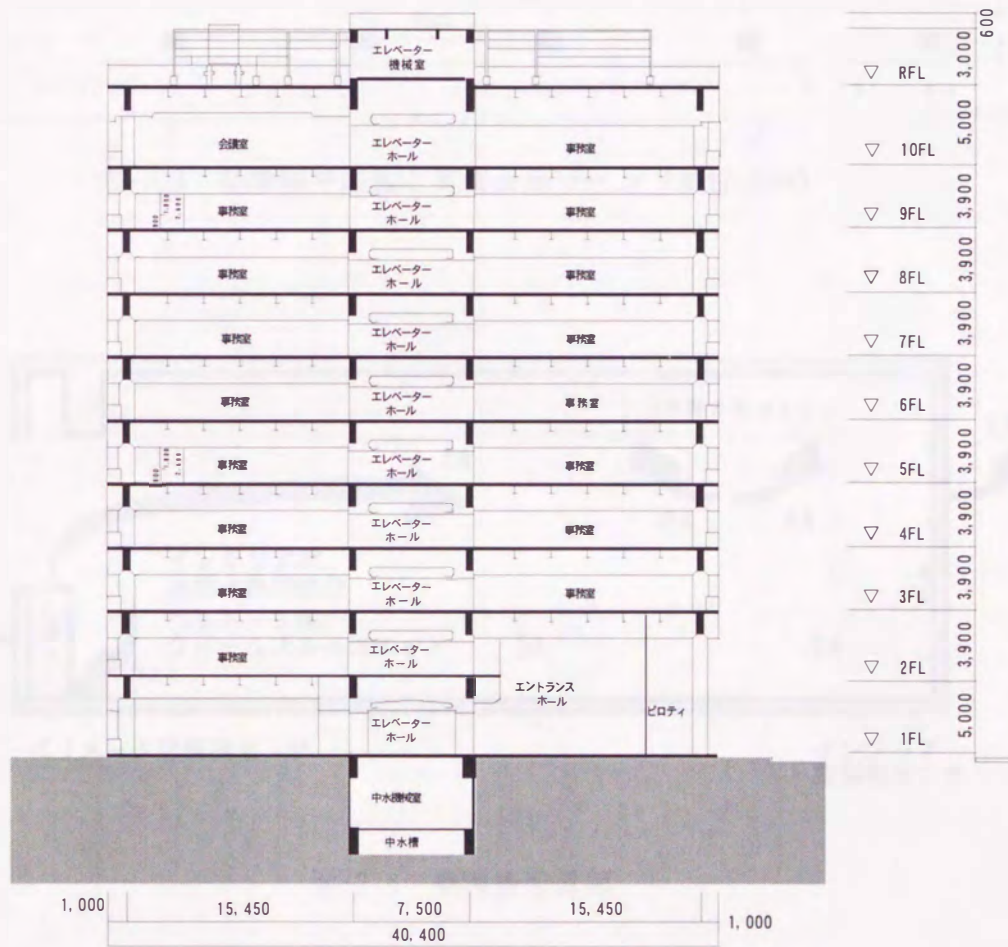 600
エレベーター
機械室
3,000
▽ RFL
5,000
会議室
エレベーター
ホール
事務室
▽ 10FL
3,900
事務室
エレベーター
ホール
事務室
▽ 9FL
3,900
事務室
エレベーター
ホール
事務室
▽ 8FL
3,900
事務室
エレベーター
ホール
事務室
▽ 7FL
3,900
事務室
エレベーター
ホール
事務室
▽ 6FL
3,900
事務室
エレベーター
ホール
事務室
▽ 5FL
3,900
事務室
エレベーター
ホール
事務室
▽ 4FL
3,900
事務室
エレベーター
ホール
事務室
▽ 3FL
3,900
事務室
エレベーター
ホール
▽ 2FL
エントランス
ホール
ピロティ
5,000
エレベーター
ホール
▽ 1FL
中水機械室
中水槽
1,000
15,450
7,500
15,450
1,000
40,400